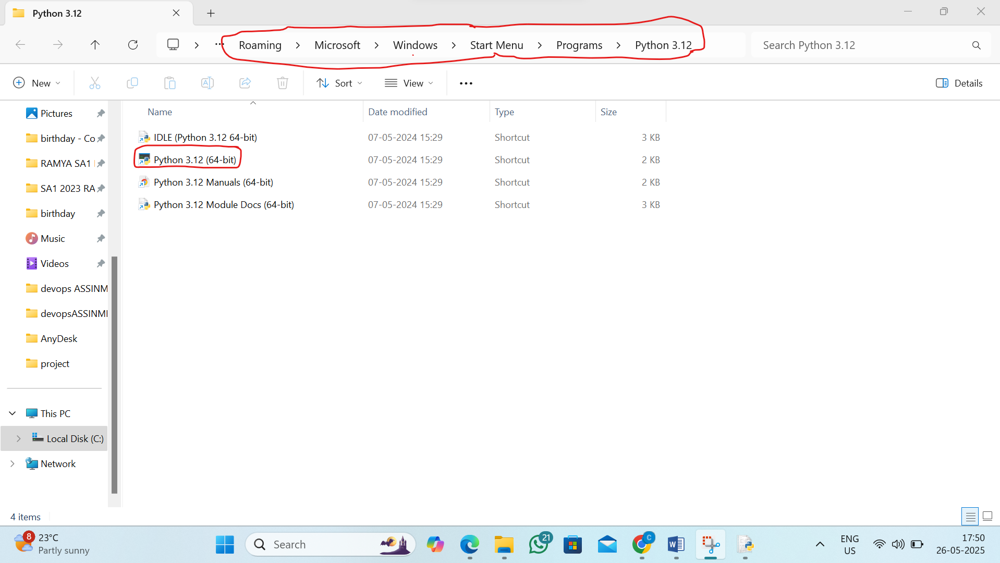 Python 3.12
Roaming > Microsoft > Windows > Start Menu > Programs > Python 3.12
Search Python 3.12
New
Sort
View
Details
Name
Date modified
Type
Size
IDLE (Python 3.12 64-bit) 07-05-2024 15:29 Shortcut 3 KB
Python 3.12 (64-bit) 07-05-2024 15:29 Shortcut 2 KB
Python 3.12 Manuals (64-bit) 07-05-2024 15:29 Shortcut 2 KB
Python 3.12 Module Docs (64-bit) 07-05-2024 15:29 Shortcut 3 KB
Pictures
birthday - Co
RAMYA SA1
SA1 2023 RA
birthday
Music
Videos
devops ASSINM
devopsASSINM
AnyDesk
project
This PC
Local Disk (C:)
Network
4 items
8
23°C
Partly sunny
Search
21
C
W
ENG
US
17:50
26-05-2025